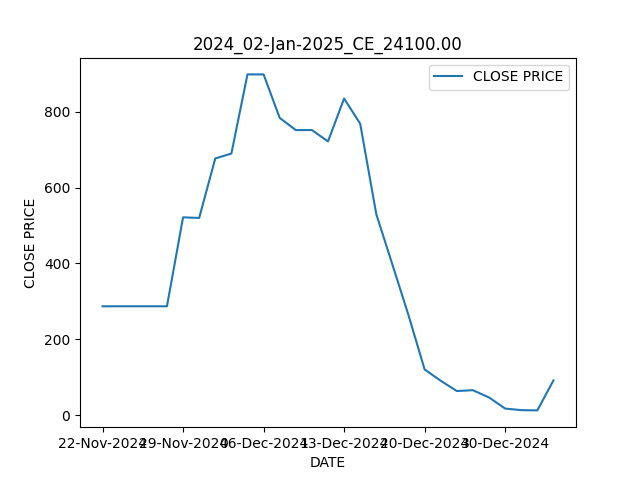 2024_02-Jan-2025_CE_24100.00
CLOSE PRICE
800
600
400
200
0
CLOSE PRICE
22-Nov-2024 29-Nov-2024 06-Dec-2024 13-Dec-2024 20-Dec-2024 30-Dec-2024
DATE